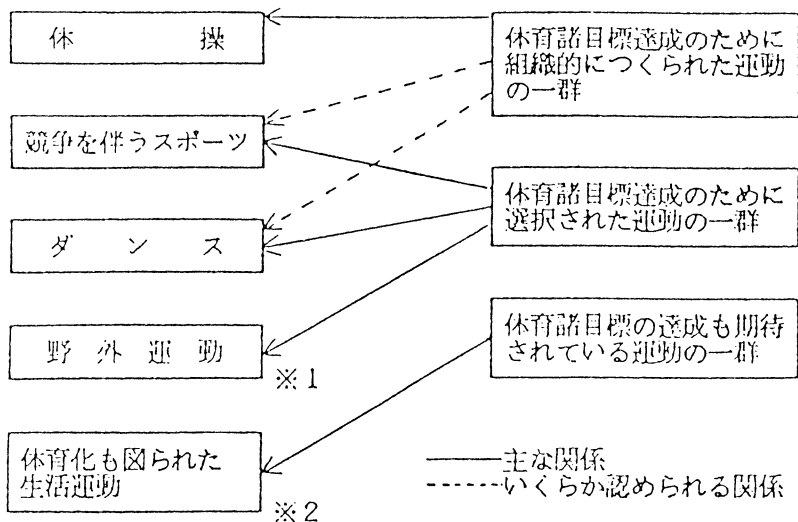 体操
競争を伴うスポーツ
ダンス
野外運動
※1
体育化も図られた
生活運動
※2
体育諸目標達成のために
組織的につくられた運動
の一群
体育諸目標達成のために
選択された運動の一群
体育諸目標の達成も期待
されている運動の一群
主な関係
いくらか認められる関係